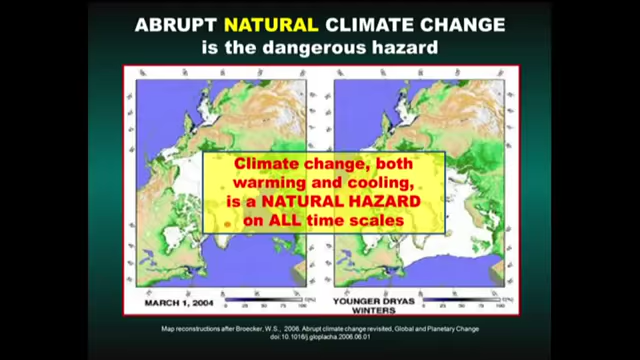 ABRUPT NATURAL CLIMATE CHANGE
is the dangerous hazard
Climate change, both
warming and cooling,
is a NATURAL HAZARD
on ALL time scales
MARCH 1, 2004
YOUNGER DRYAS
WINTERS
Map reconstructions after Broecker, W.S., 2006. Abrupt climate change revisited, Global and Planetary Change
doi:10.1016/j.gloplacha.2006.06.01